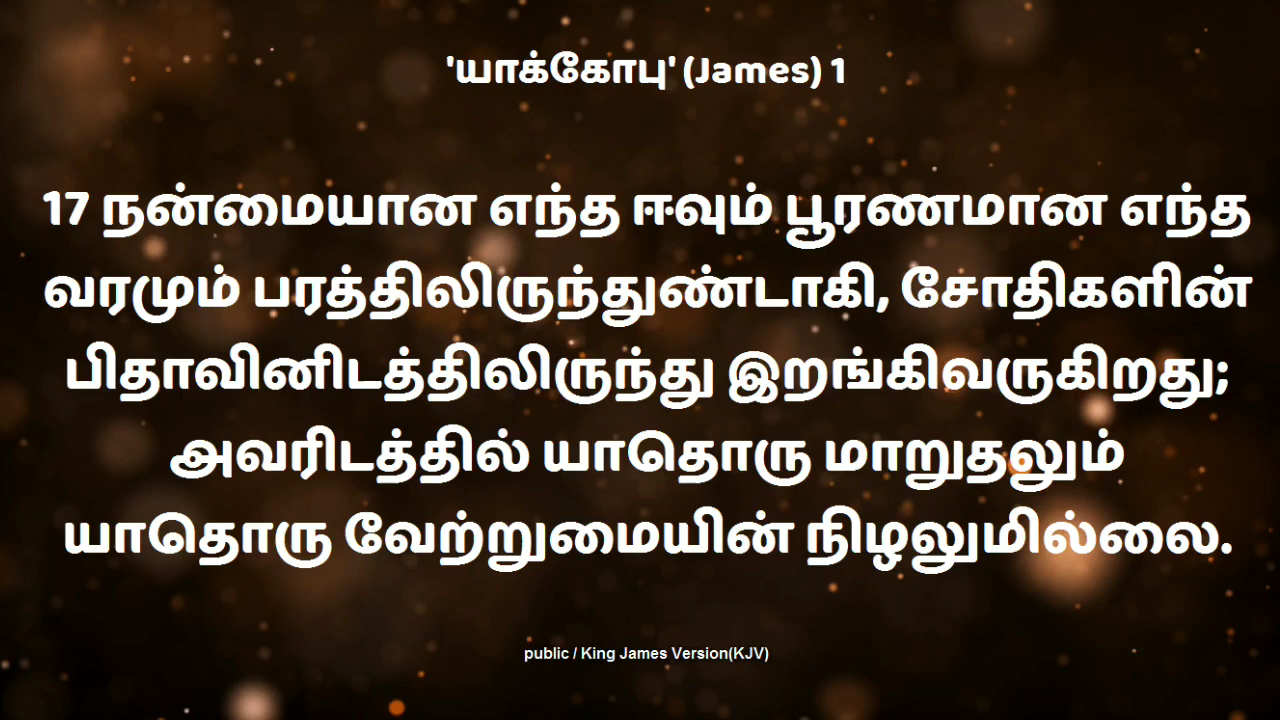 'யாக்கோபு' (James) 1
17 நன்மையான எந்த ஈவும் பூரணமான எந்த
வரமும் பரத்திலிருந்துண்டாகி, சோதிகளின்
பிதாவினிடத்திலிருந்து இறங்கிவருகிறது;
அவரிடத்தில் யாதொரு மாறுதலும்
யாதொரு வேற்றுமையின் நிழலுமில்லை.
public / King James Version(KJV)